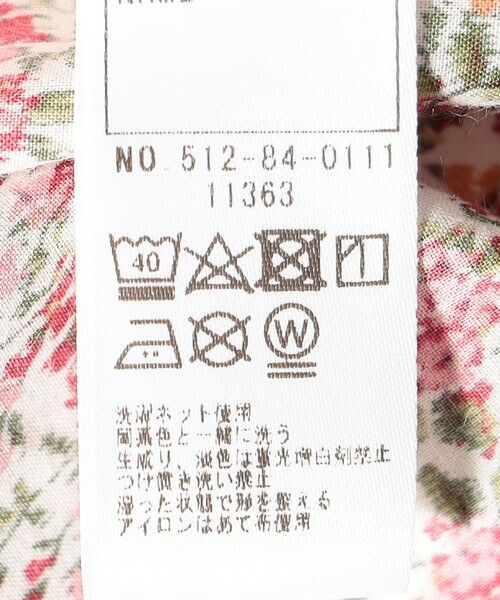 NO. 512-84-0111
11363
40
W
洗濯ネット使用
同系色と一緒に洗う
生成り、淡色は蛍光増白剤禁止
つけ置き洗い禁止
湿った状態で形を整える
アイロンはあて布使用